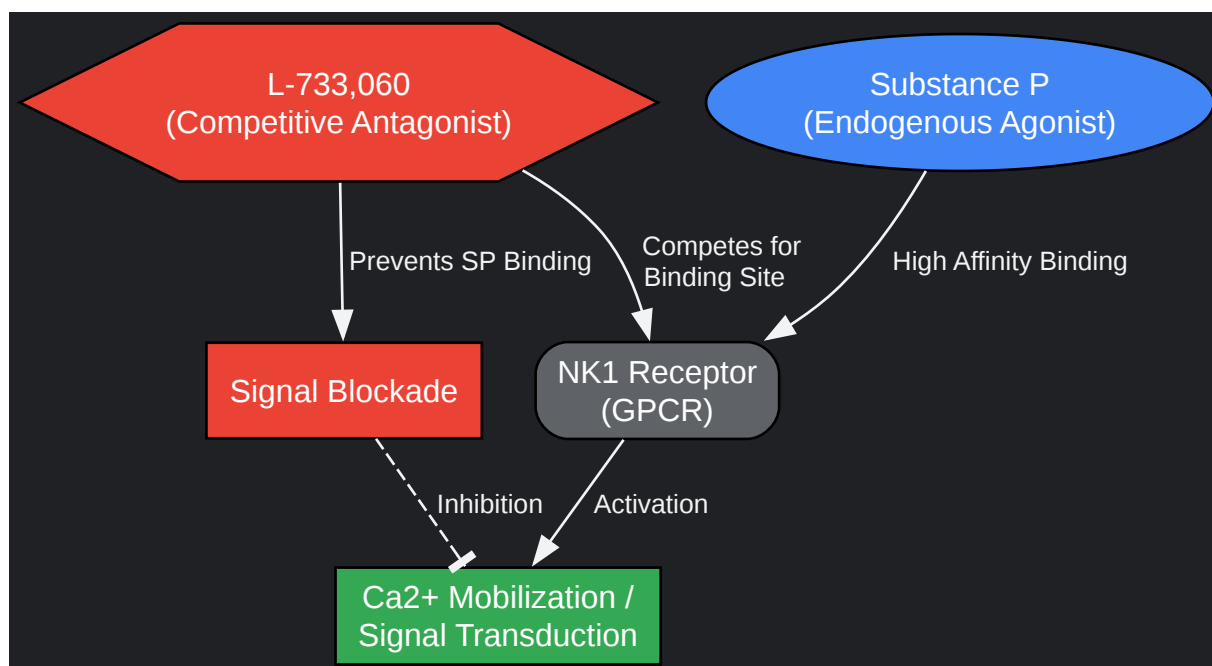 L-733,060
(Competitive Antagonist)
Substance P
(Endogenous Agonist)
Prevents SP Binding
Competes for
Binding Site
High Affinity Binding
Signal Blockade
NK1 Receptor
(GPCR)
Inhibition
Activation
Ca2+ Mobilization /
Signal Transduction